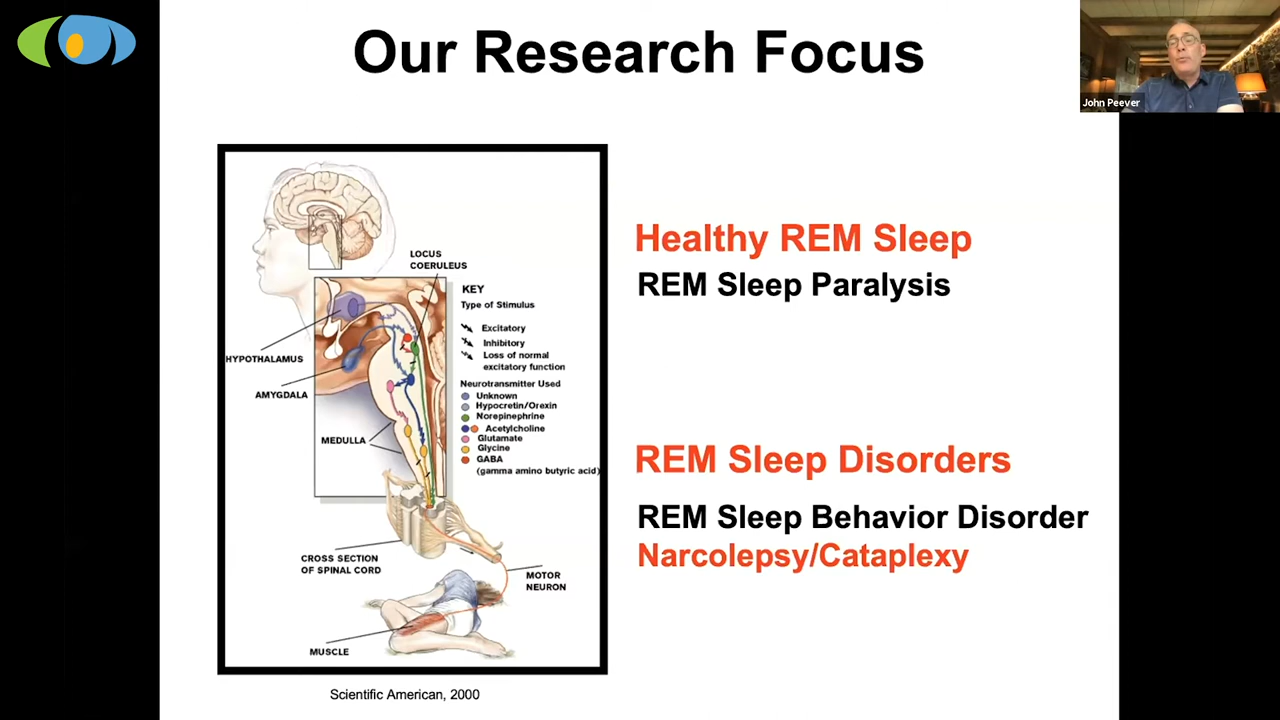 Our Research Focus
John Peever
LOCUS
COERULEUS
KEY
Type of Stimulus
Excitatory
Inhibitory
Loss of normal
excitatory function
Neurotransmitter Used
Unknown
Hypocretin/Orexin
Norepinephrine
Acetylcholine
Glutamate
Glycine
GABA
(gamma amino butyric acid)
HYPOTHALAMUS
AMYGDALA
MEDULLA
CROSS SECTION
OF SPINAL CORD
MOTOR
NEURON
MUSCLE
Scientific American, 2000
Healthy REM Sleep
REM Sleep Paralysis
REM Sleep Disorders
REM Sleep Behavior Disorder
Narcolepsy/Cataplexy